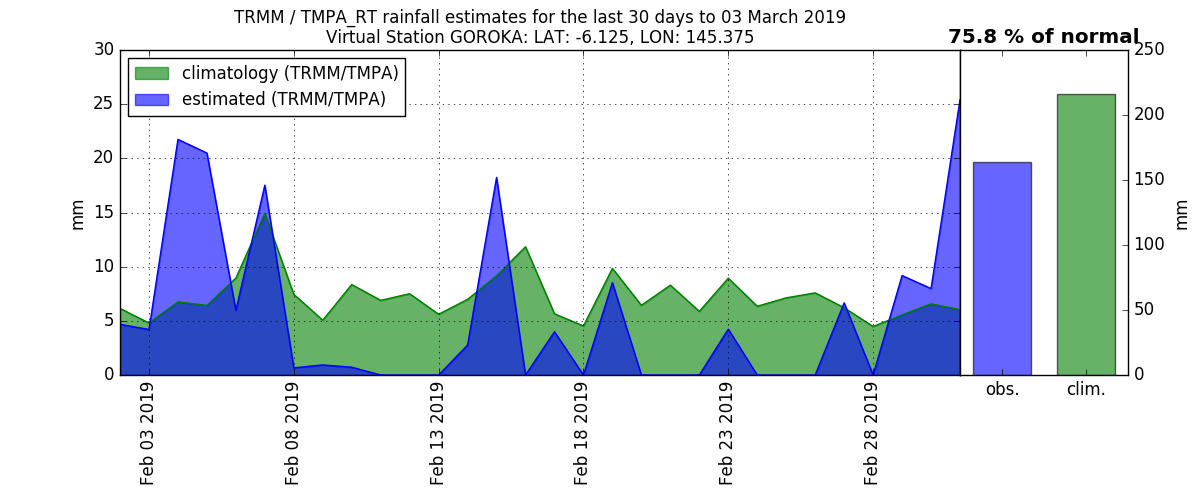 TRMM / TMPA_RT rainfall estimates for the last 30 days to 03 March 2019
Virtual Station GOROKA: LAT: -6.125, LON: 145.375
75.8 % of normal
climatology (TRMM/TMPA)
estimated (TRMM/TMPA)
30
25
20
15
10
5
0
mm
Feb 03 2019
Feb 08 2019
Feb 13 2019
Feb 18 2019
Feb 23 2019
Feb 28 2019
obs.
clim.
250
200
150
100
50
0
mm